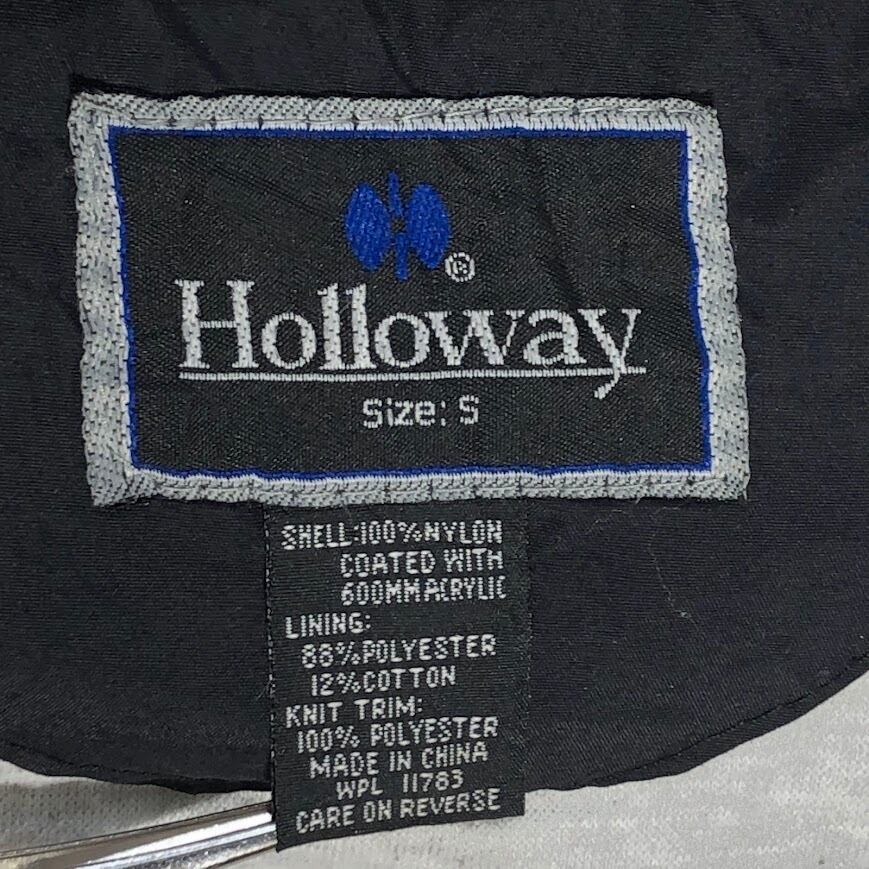 ®
Holloway
Size: S
SHELL:100%NYLON
COATED WITH
600MMACRYLIC
LINING:
88%POLYESTER
12%COTTON
KNIT TRIM:
100% POLYESTER
MADE IN CHINA
WPL 11783
CARE ON REVERSE